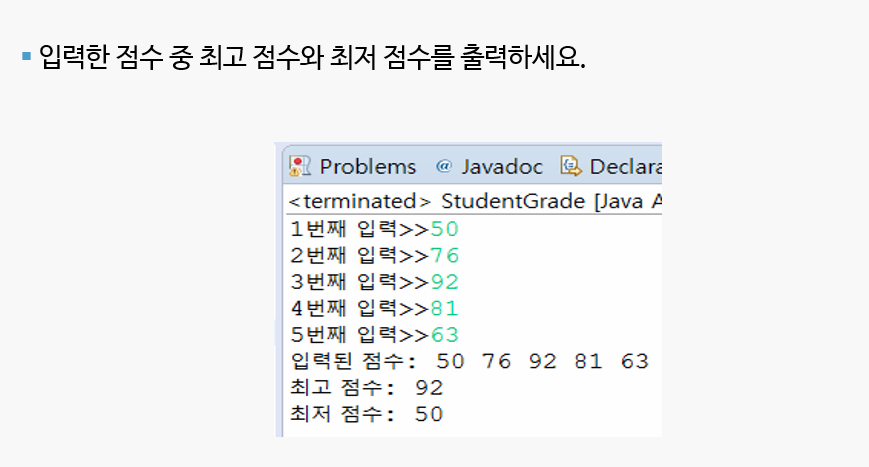 입력한 점수 중 최고 점수와 최저 점수를 출력하세요.
Problems @ Javadoc Declara
<terminated> StudentGrade [Java A
1번째 입력>>50
2번째 입력>>76
3번째 입력>>92
4번째 입력>>81
5번째 입력>>63
입력된 점수: 50 76 92 81 63
최고 점수: 92
최저 점수: 50